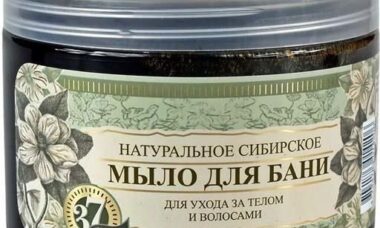 НАТУРАЛЬНОЕ СИБИРСКОЕ
МЫЛО ДЛЯ БАНИ
ДЛЯ УХОДА ЗА ТЕЛОМ
И ВОЛОСАМИ
37